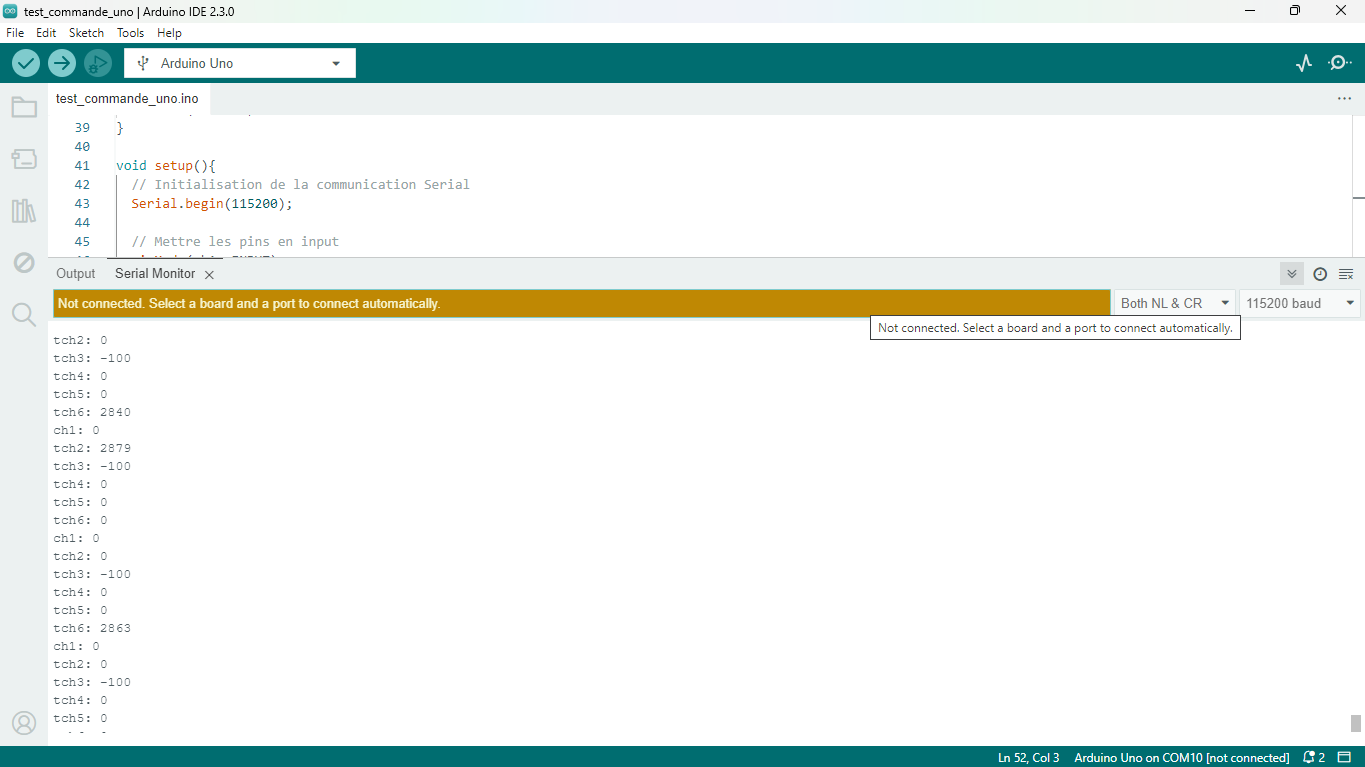 test_commande_uno | Arduino IDE 2.3.0
File Edit Sketch Tools Help
Arduino Uno
test_commande_uno.ino
39 }
40
41 void setup(){
42 // Initialisation de la communication Serial
43 Serial.begin(115200);
44
45 // Mettre les pins en input
Output Serial Monitor
Not connected. Select a board and a port to connect automatically.
Both NL & CR
115200 baud
Not connected. Select a board and a port to connect automatically.
tch2: 0
tch3: -100
tch4: 0
tch5: 0
tch6: 2840
ch1: 0
tch2: 2879
tch3: -100
tch4: 0
tch5: 0
tch6: 0
ch1: 0
tch2: 0
tch3: -100
tch4: 0
tch5: 0
tch6: 2863
ch1: 0
tch2: 0
tch3: -100
tch4: 0
tch5: 0
Ln 52, Col 3 Arduino Uno on COM10 [not connected] 2